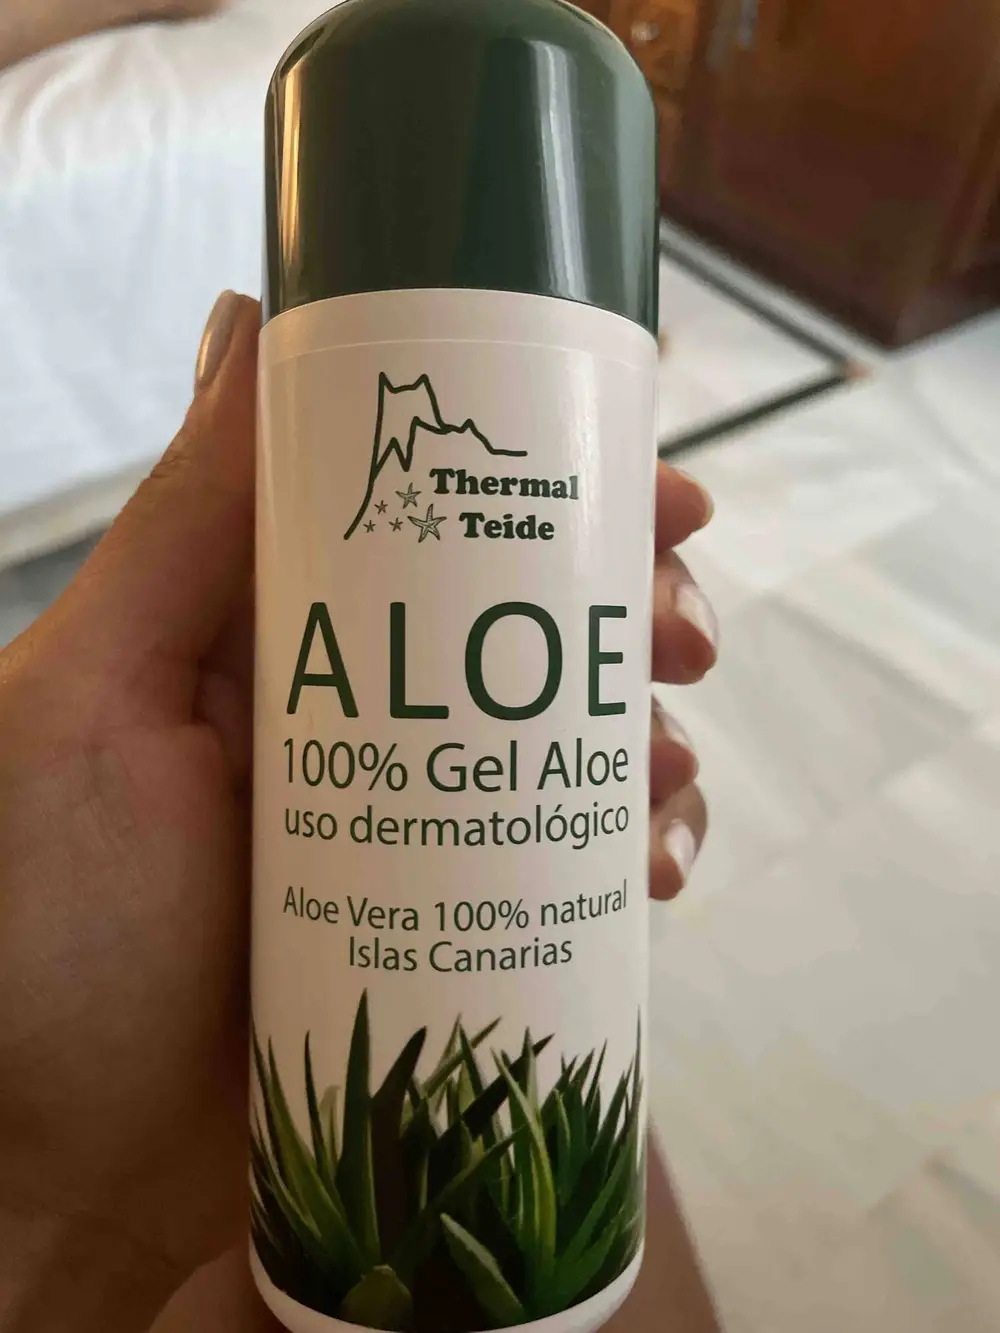 Thermal
Teide
ALOE
100% Gel Aloe
uso dermatológico
Aloe Vera 100% natural
Islas Canarias